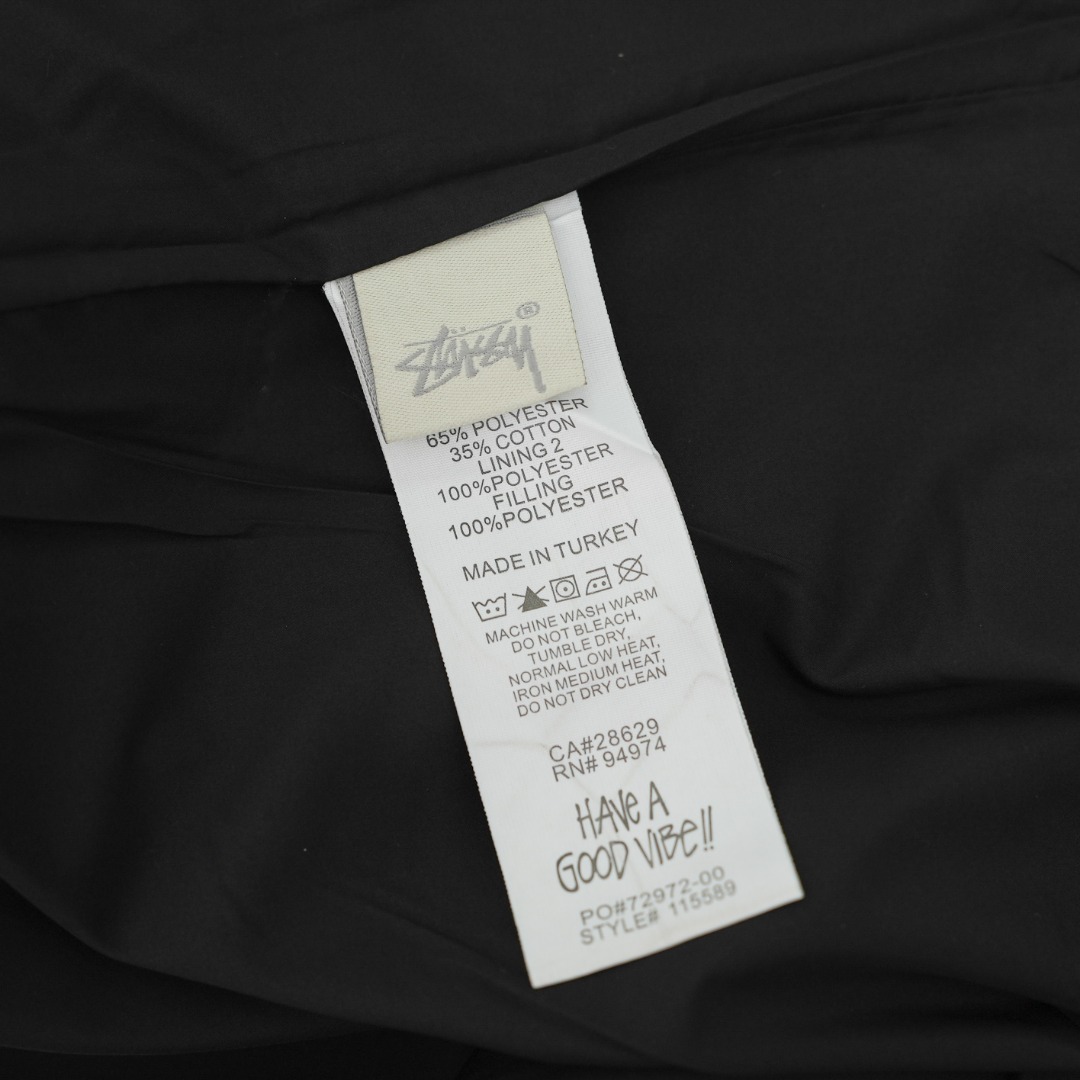 STÜSSY ®
65% POLYESTER
35% COTTON
LINING 2
100%POLYESTER
FILLING
100%POLYESTER
MADE IN TURKEY
MACHINE WASH WARM
DO NOT BLEACH,
TUMBLE DRY,
NORMAL LOW HEAT,
IRON MEDIUM HEAT,
DO NOT DRY CLEAN
CA#28629
RN# 94974
HAVE A
GOOD VIBE!!
PO#72972-00
STYLE# 115589